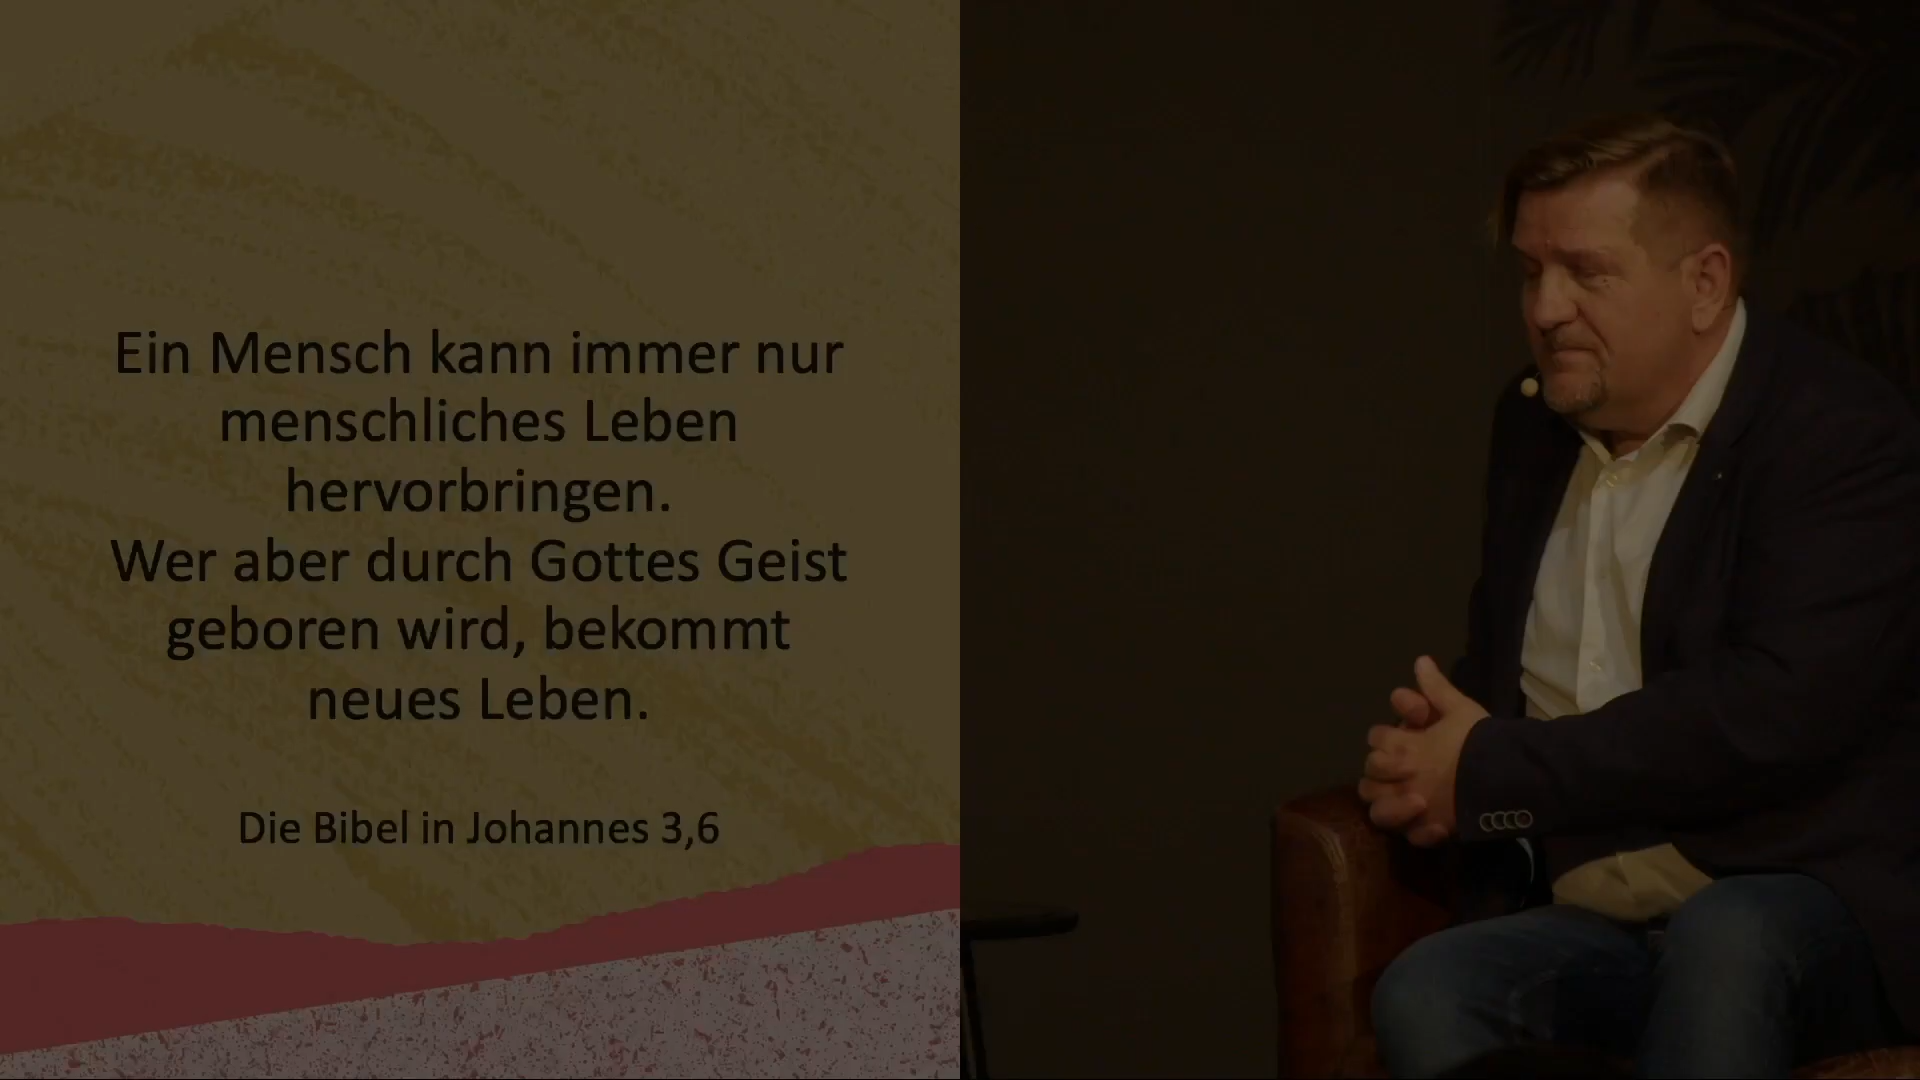 Ein Mensch kann immer nur
menschliches Leben
hervorbringen.
Wer aber durch Gottes Geist
geboren wird, bekommt
neues Leben.
Die Bibel in Johannes 3,6